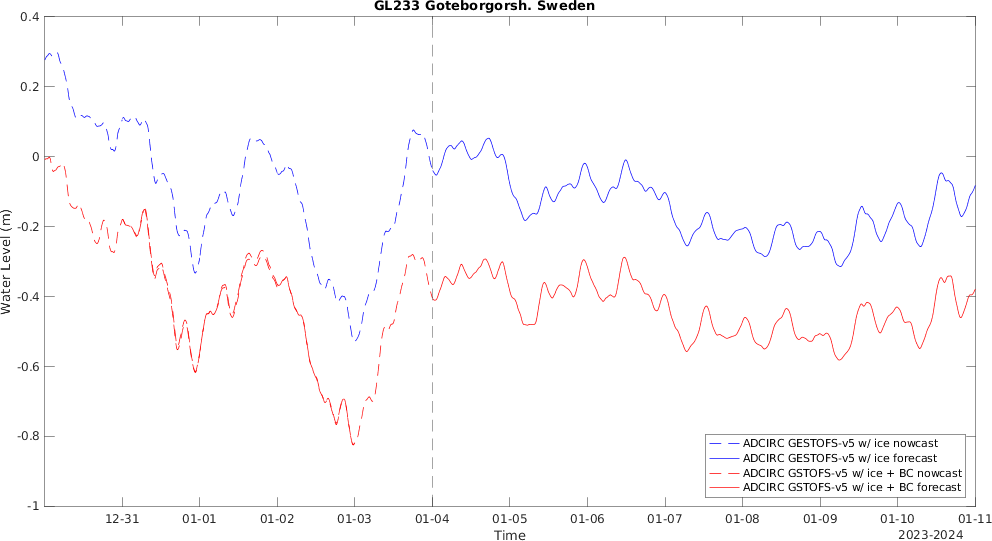 GL233 Goteborgorsh. Sweden
0.4
0.2
0
-0.2
-0.4
-0.6
-0.8
-1
Water Level (m)
ADCIRC GESTOFS-v5 w/ ice nowcast
ADCIRC GESTOFS-v5 w/ ice forecast
ADCIRC GSTOFS-v5 w/ ice + BC nowcast
ADCIRC GSTOFS-v5 w/ ice + BC forecast
12-31 01-01 01-02 01-03 01-04 01-05 01-06 01-07 01-08 01-09 01-10 01-11
Time
2023-2024